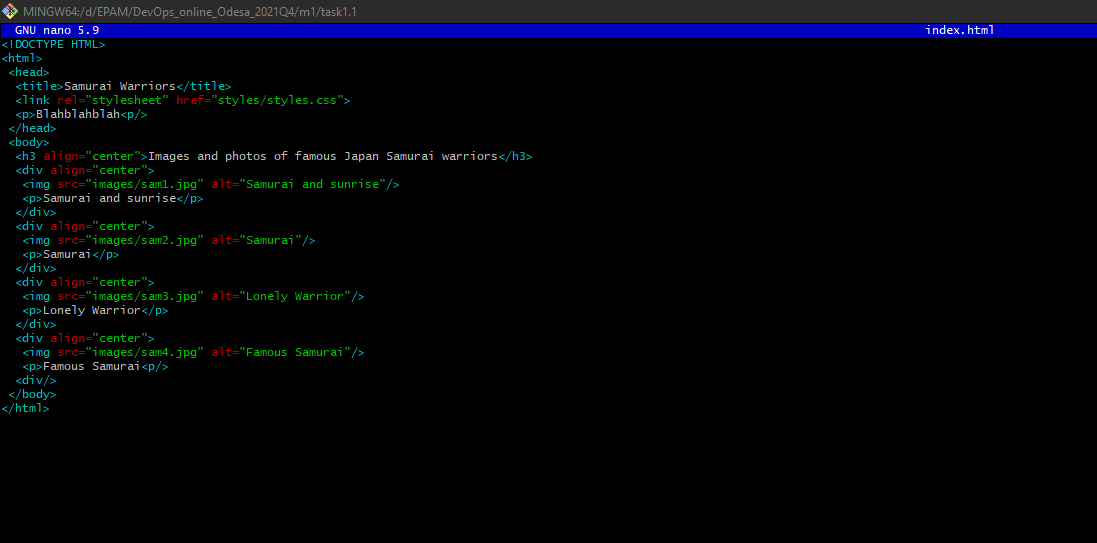 MINGW64:/d/EPAM/DevOps_online_Odesa_2021Q4/m1/task1.1
GNU nano 5.9 index.html
<!DOCTYPE HTML>
<html>
<head>
<title>Samurai Warriors</title>
<link rel="stylesheet" href="styles/styles.css">
<p>Blahblahblah<p/>
</head>
<body>
<h3 align="center">Images and photos of famous Japan Samurai warriors</h3>
<div align="center">
<img src="images/sam1.jpg" alt="Samurai and sunrise"/>
<p>Samurai and sunrise</p>
</div>
<div align="center">
<img src="images/sam2.jpg" alt="Samurai"/>
<p>Samurai</p>
</div>
<div align="center">
<img src="images/sam3.jpg" alt="Lonely Warrior"/>
<p>Lonely Warrior</p>
</div>
<div align="center">
<img src="images/sam4.jpg" alt="Famous Samurai"/>
<p>Famous Samurai<p/>
<div/>
</body>
</html>